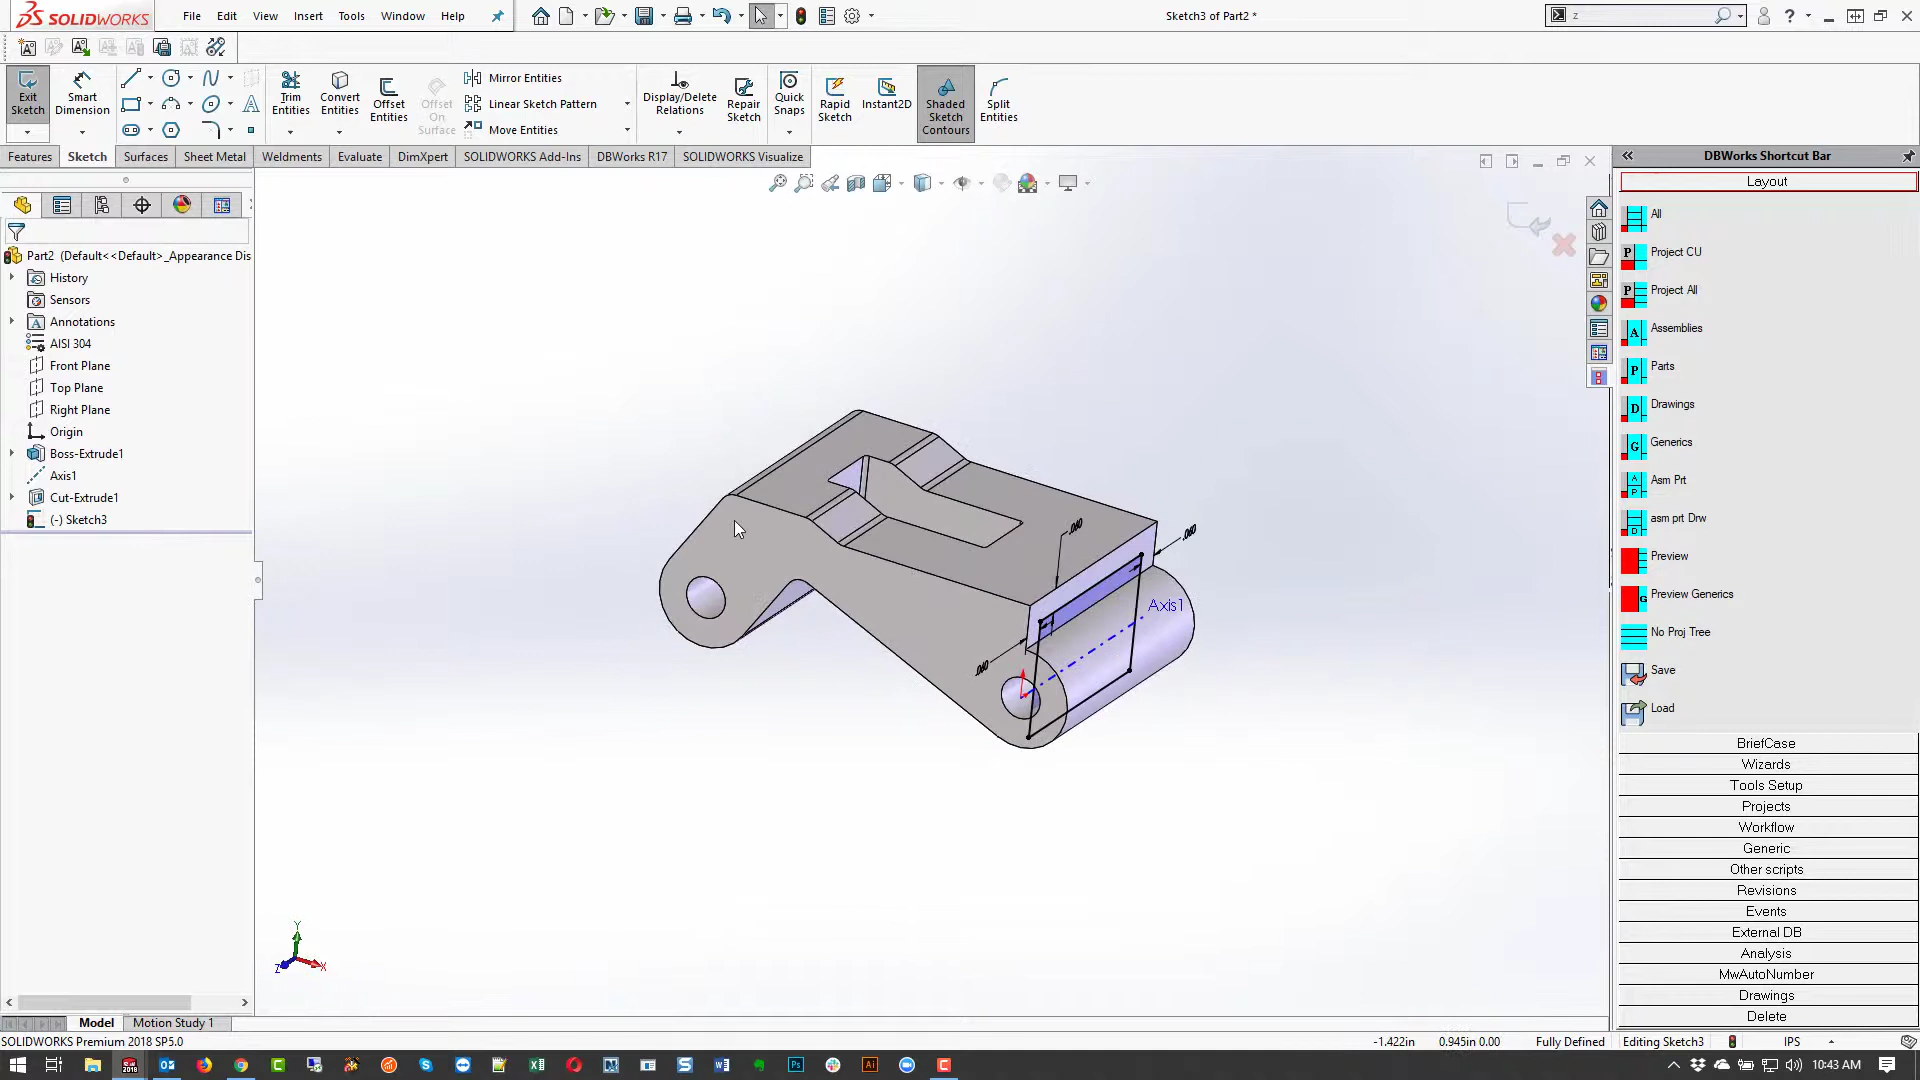 SOLIDWORKS
File Edit View Insert Tools Window Help
Sketch3 of Part2 *
z
Exit Sketch
Smart Dimension
Trim Entities
Convert Entities
Offset Entities
Offset On Surface
Mirror Entities
Linear Sketch Pattern
Move Entities
Display/Delete Relations
Repair Sketch
Quick Snaps
Rapid Sketch
Instant2D
Shaded Sketch Contours
Split Entities
Features Sketch Surfaces Sheet Metal Weldments Evaluate DimXpert SOLIDWORKS Add-Ins DBWorks R17 SOLIDWORKS Visualize
Part2 (Default<<Default>_Appearance Dis
History
Sensors
Annotations
AISI 304
Front Plane
Top Plane
Right Plane
Origin
Boss-Extrude1
Axis1
Cut-Extrude1
(-) Sketch3
.060
.060
Axis1
.060
Y
Z
X
DBWorks Shortcut Bar
Layout
All
Project CU
Project All
Assemblies
Parts
Drawings
Generics
Asm Prt
asm prt Drw
Preview
Preview Generics
No Proj Tree
Save
Load
BriefCase
Wizards
Tools Setup
Projects
Workflow
Generic
Other scripts
Revisions
Events
External DB
Analysis
MwAutoNumber
Drawings
Delete
Model Motion Study 1
SOLIDWORKS Premium 2018 SP5.0
-1.422in 0.945in 0.00 Fully Defined Editing Sketch3 IPS
10:43 AM